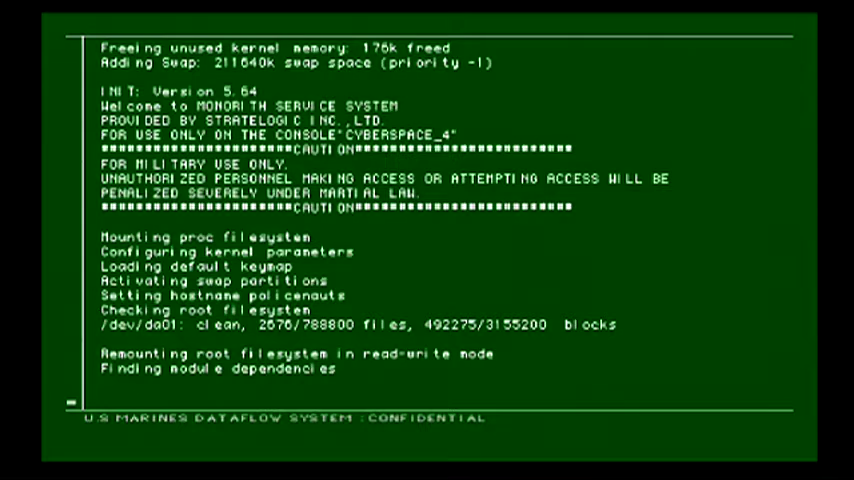 Freeing unused kernel memory: 176k freed
Adding Swap: 211640k swap space (priority -1)
INIT: Version 5.64
Welcome to MONORITH SERVICE SYSTEM
PROVIDED BY STRATELOGIC INC.,LTD.
FOR USE ONLY ON THE CONSOLE"CYBERSPACE_4"
**********************CAUTION*************************
FOR MILITARY USE ONLY.
UNAUTHORIZED PERSONNEL MAKING ACCESS OR ATTEMPTING ACCESS WILL BE
PENALIZED SEVERELY UNDER MARTIAL LAW.
**********************CAUTION*************************
Mounting proc filesystem
Configuring kernel parameters
Loading default keymap
Activating swap partitions
Setting hostname policenauts
Checking root filesystem
/dev/da01: clean, 2676/788800 files, 492275/3155200 blocks
Remounting root filesystem in read-write mode
Finding module dependencies
U.S MARINES DATAFLOW SYSTEM :CONFIDENTIAL